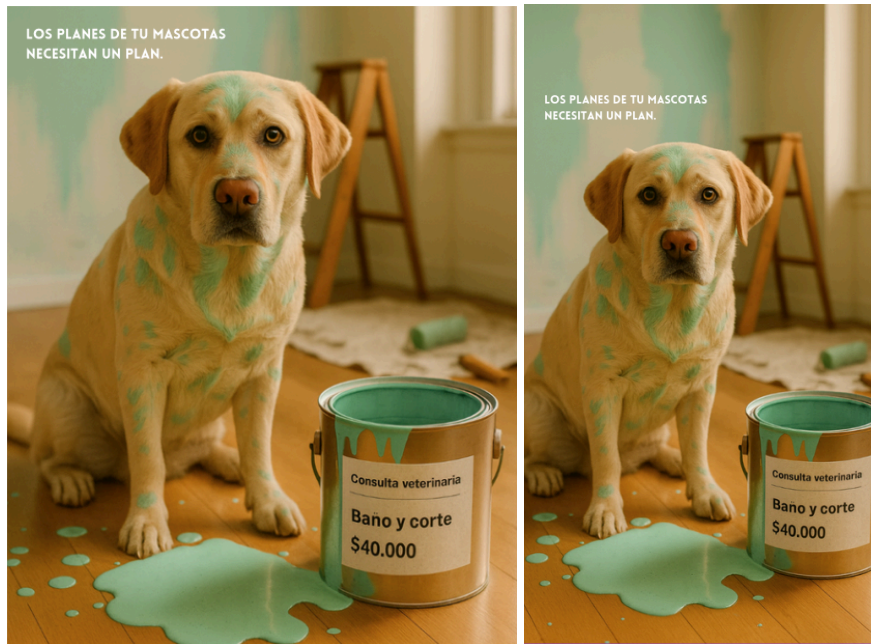 LOS PLANES DE TU MASCOTAS
NECESITAN UN PLAN.
Consulta veterinaria
Baño y corte
$40.000
LOS PLANES DE TU MASCOTAS
NECESITAN UN PLAN.
Consulta veterinaria
Baño y corte
$40.000